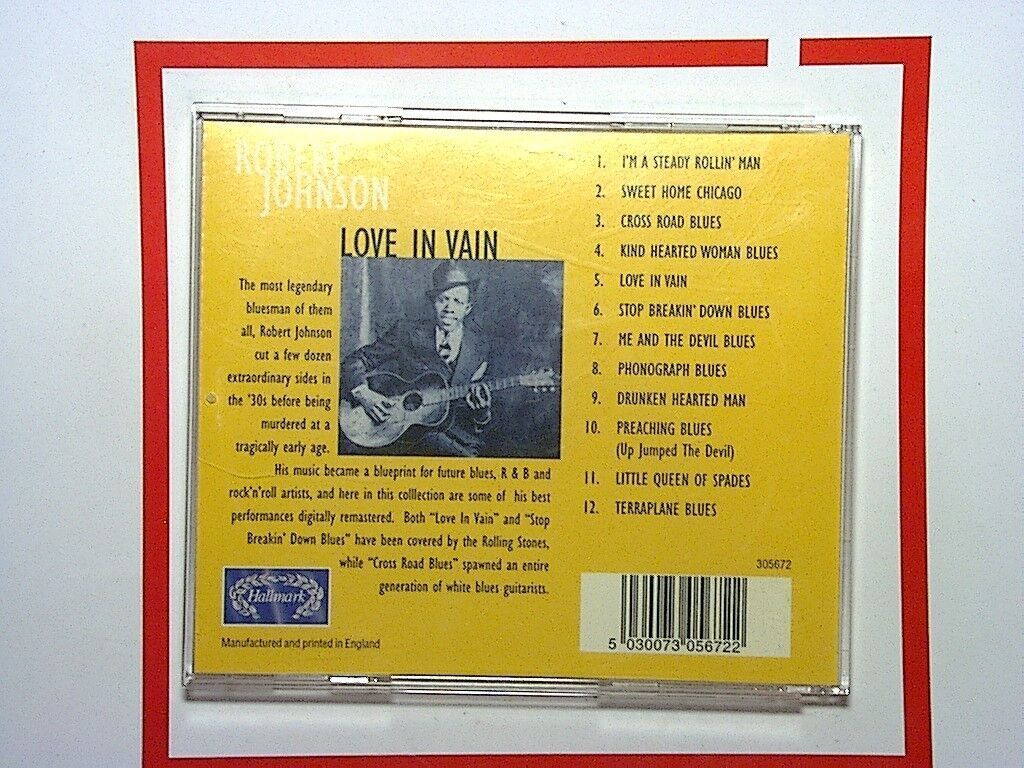 ROBERT
JOHNSON
LOVE IN VAIN
The most legendary
bluesman of them
all, Robert Johnson
cut a few dozen
extraordinary sides in
the '30s before being
murdered at a
tragically early age.
His music became a blueprint for future blues, R & B and
rock'n'roll artists, and here in this colllection are some of his best
performances digitally remastered. Both "Love In Vain" and "Stop
Breakin' Down Blues" have been covered by the Rolling Stones,
while "Cross Road Blues" spawned an entire
generation of white blues guitarists.
Hallmark
Manufactured and printed in England
1. I'M A STEADY ROLLIN' MAN
2. SWEET HOME CHICAGO
3. CROSS ROAD BLUES
4. KIND HEARTED WOMAN BLUES
5. LOVE IN VAIN
6. STOP BREAKIN' DOWN BLUES
7. ME AND THE DEVIL BLUES
8. PHONOGRAPH BLUES
9. DRUNKEN HEARTED MAN
10. PREACHING BLUES
(Up Jumped The Devil)
11. LITTLE QUEEN OF SPADES
12. TERRAPLANE BLUES
305672
5 030073 056722